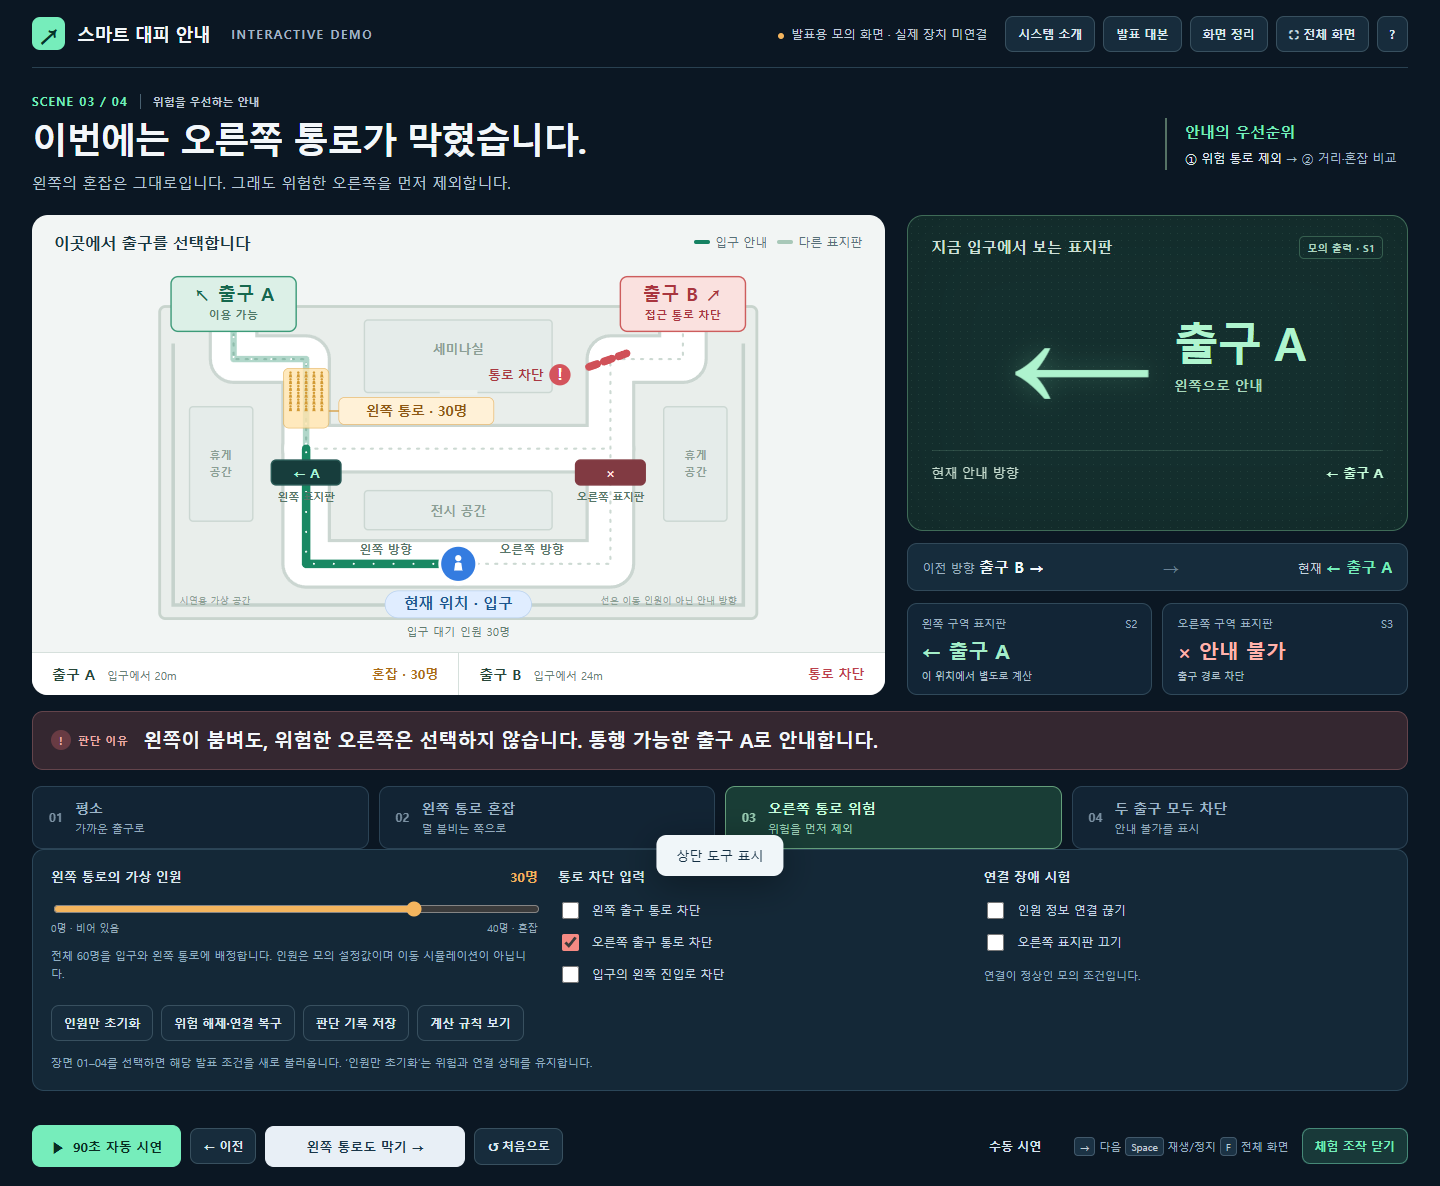 스마트 대피 안내
INTERACTIVE DEMO
발표용 모의 화면 · 실제 장치 미연결
시스템 소개
발표 대본
화면 정리
전체 화면
?
SCENE 03 / 04
위험을 우선하는 안내
이번에는 오른쪽 통로가 막혔습니다.
왼쪽의 혼잡은 그대로입니다. 그래도 위험한 오른쪽을 먼저 제외합니다.
안내의 우선순위
① 위험 통로 제외 → ② 거리·혼잡 비교
이곳에서 출구를 선택합니다
입구 안내
다른 표지판
↖ 출구 A
이용 가능
출구 B ↗
접근 통로 차단
세미나실
통로 차단 !
왼쪽 통로 · 30명
휴게
공간
휴게
공간
← A
왼쪽 표지판
×
오른쪽 표지판
전시 공간
왼쪽 방향
오른쪽 방향
시연용 가상 공간
현재 위치 · 입구
선은 이동 인원이 아닌 안내 방향
입구 대기 인원 30명
출구 A 입구에서 20m
혼잡 · 30명
출구 B 입구에서 24m
통로 차단
지금 입구에서 보는 표지판
모의 출력 · S1
← 출구 A
왼쪽으로 안내
현재 안내 방향
← 출구 A
이전 방향 출구 B →
→
현재 ← 출구 A
왼쪽 구역 표지판
S2
← 출구 A
이 위치에서 별도로 계산
오른쪽 구역 표지판
S3
× 안내 불가
출구 경로 차단
! 판단 이유 왼쪽이 붐벼도, 위험한 오른쪽은 선택하지 않습니다. 통행 가능한 출구 A로 안내합니다.
01 평소
가까운 출구로
02 왼쪽 통로 혼잡
덜 붐비는 쪽으로
03 오른쪽 통로 위험
위험을 먼저 제외
04 두 출구 모두 차단
안내 불가를 표시
상단 도구 표시
왼쪽 통로의 가상 인원
30명
0명 · 비어 있음
40명 · 혼잡
전체 60명을 입구와 왼쪽 통로에 배정합니다. 인원은 모의 설정값이며 이동 시뮬레이션이 아닙니
다.
통로 차단 입력
왼쪽 출구 통로 차단
오른쪽 출구 통로 차단
입구의 왼쪽 진입로 차단
연결 장애 시험
인원 정보 연결 끊기
오른쪽 표지판 끄기
연결이 정상인 모의 조건입니다.
인원만 초기화
위험 해제·연결 복구
판단 기록 저장
계산 규칙 보기
장면 01–04를 선택하면 해당 발표 조건을 새로 불러옵니다. ‘인원만 초기화’는 위험과 연결 상태를 유지합니다.
▶ 90초 자동 시연
← 이전
왼쪽 통로도 막기 →
↺ 처음으로
수동 시연
→ 다음 Space 재생/정지 F 전체 화면
체험 조작 닫기